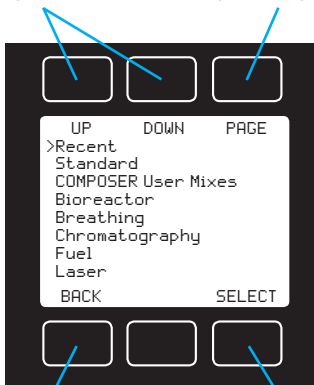 UP DOWN PAGE
>Recent
Standard
COMPOSER User Mixes
Bioreactor
Breathing
Chromatography
Fuel
Laser
BACK SELECT